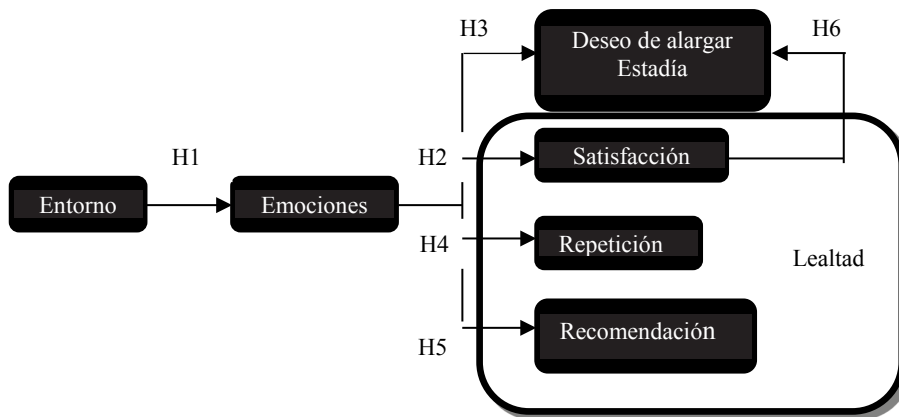 H3
Deseo de alargar
Estadía
H6
H1
H2
Satisfacción
Entorno
Emociones
H4
Repetición
Lealtad
H5
Recomendación